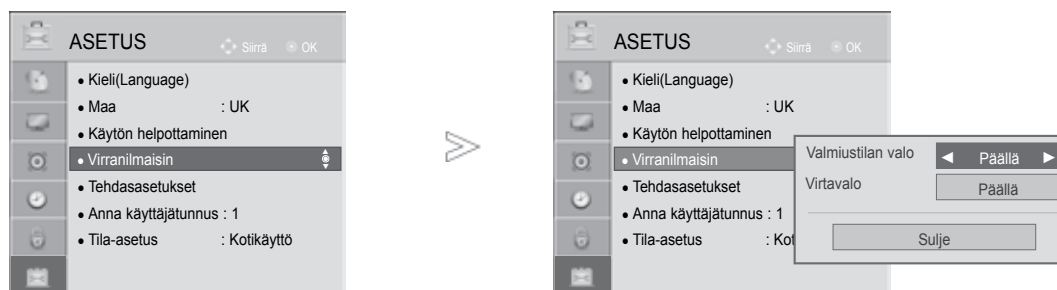 ASETUS
Siirrä OK
• Kieli(Language)
• Maa : UK
• Käytön helpottaminen
• Virranilmaisin
• Tehdasasetukset
• Anna käyttäjätunnus : 1
• Tila-asetus : Kotikäyttö
ASETUS
Siirrä OK
• Kieli(Language)
• Maa : UK
• Käytön helpottaminen
• Virranilmaisin
• Tehdasasetukset
• Anna käyttäjätunnus : 1
• Tila-asetus : Kot
Valmiustilan valo ◄ Päällä ►
Virtavalo Päällä
Sulje